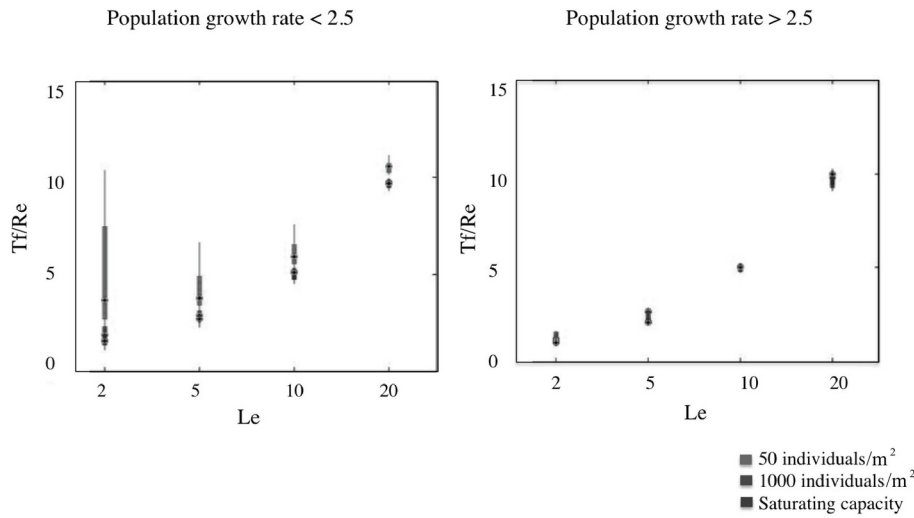 Population growth rate < 2.5
15
10
5
0
Tf/Re
2 5 10 20
Le
Population growth rate > 2.5
15
10
5
0
Tf/Re
2 5 10 20
Le
50 individuals/m²
1000 individuals/m²
Saturating capacity